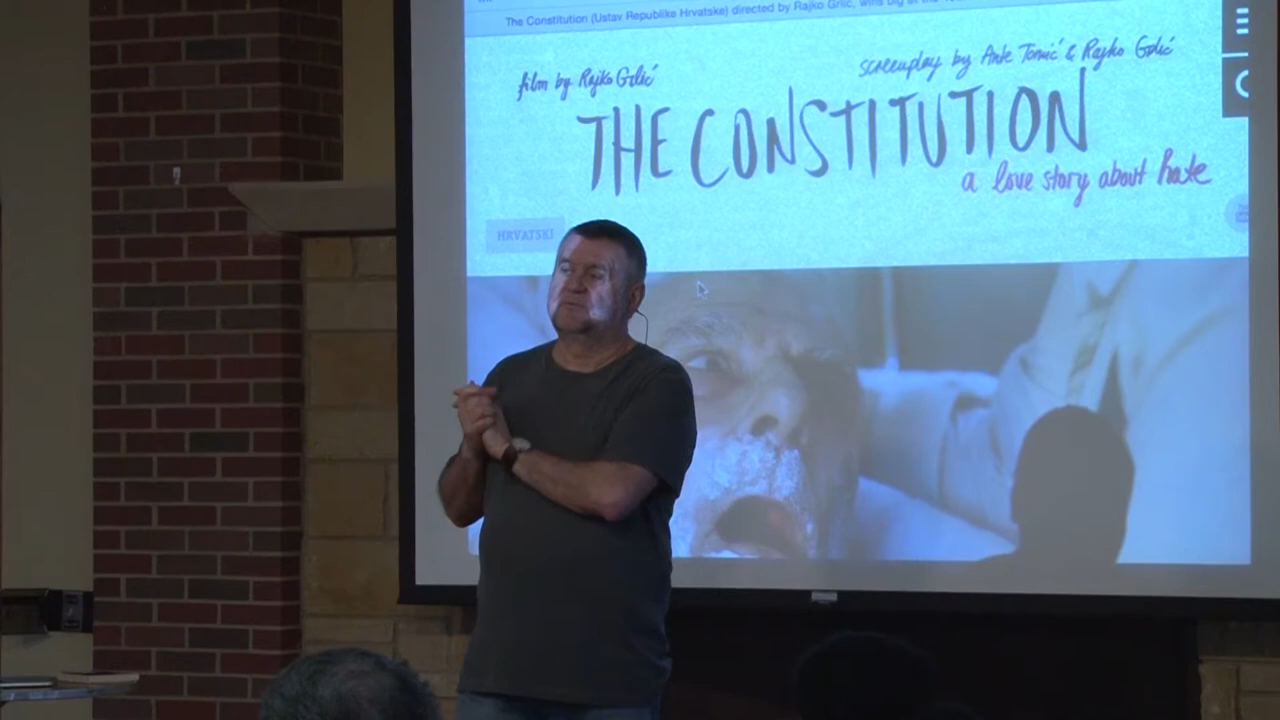 The Constitution (Ustav Republike Hrvatske) directed by Rajko Grlic, wins big at the
film by Rajko Grlić
screenplay by Ante Tomić & Rajko Grlić
THE CONSTITUTION
a love story about hate
HRVATSKI